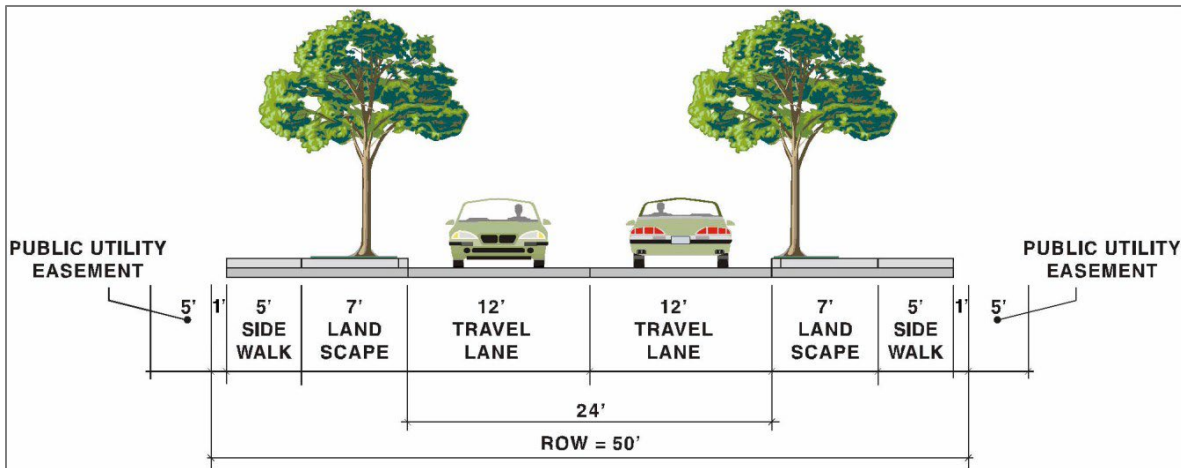 PUBLIC UTILITY
EASEMENT
PUBLIC UTILITY
EASEMENT
5' 1' 5' 7' 12' 12' 7' 5' 1' 5'
SIDE LAND TRAVEL TRAVEL LAND SIDE
WALK SCAPE LANE LANE SCAPE WALK
24'
ROW = 50'